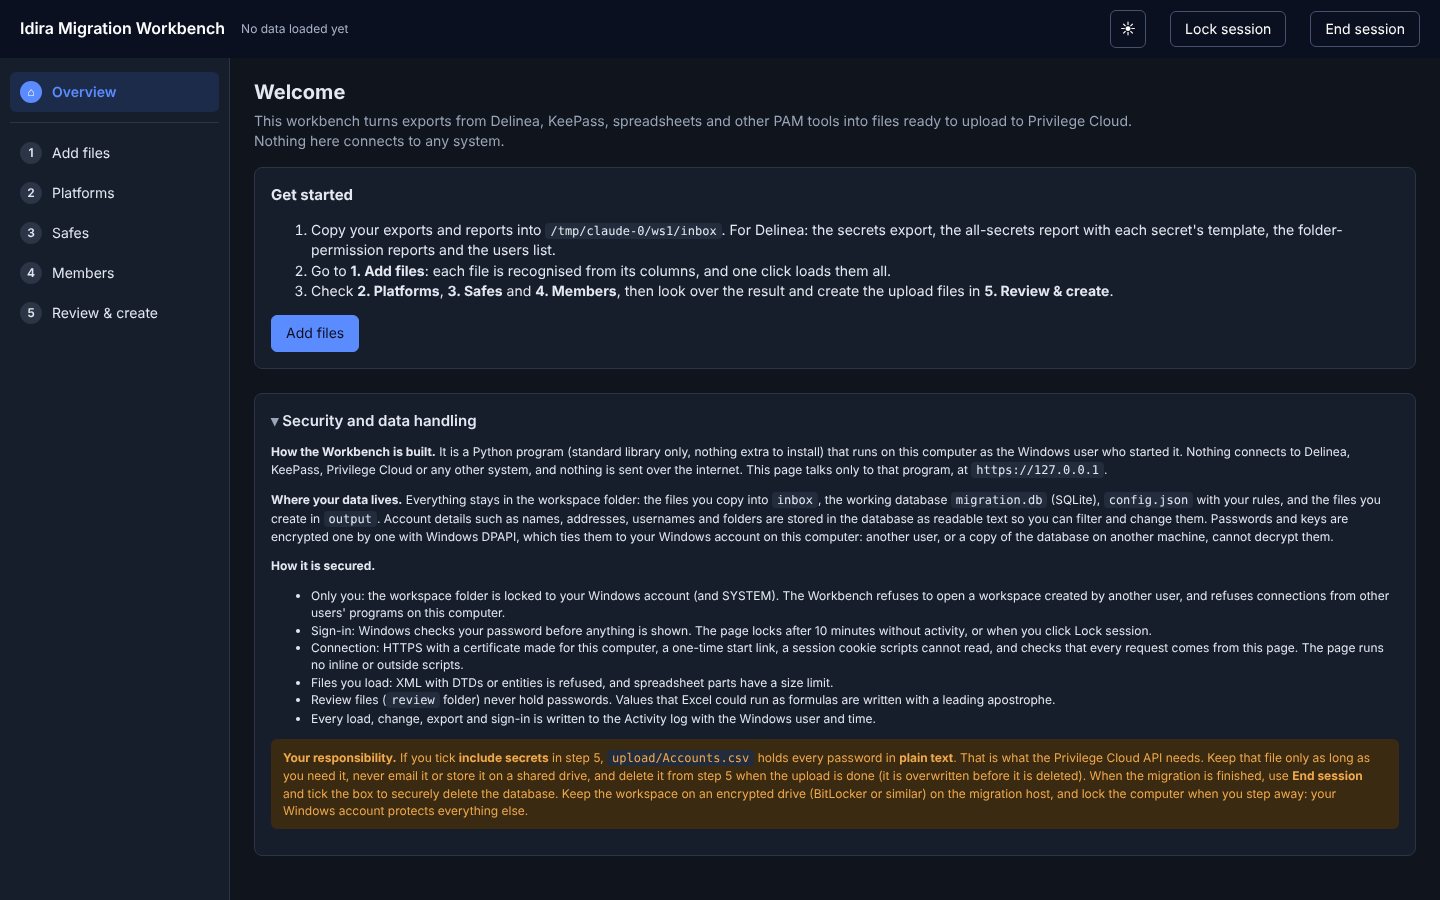 Idira Migration Workbench No data loaded yet
☀ Lock session End session
⌂ Overview
1 Add files
2 Platforms
3 Safes
4 Members
5 Review & create
Welcome
This workbench turns exports from Delinea, KeePass, spreadsheets and other PAM tools into files ready to upload to Privilege Cloud.
Nothing here connects to any system.
Get started
1. Copy your exports and reports into /tmp/claude-0/ws1/inbox. For Delinea: the secrets export, the all-secrets report with each secret's template, the folder-
permission reports and the users list.
2. Go to 1. Add files: each file is recognised from its columns, and one click loads them all.
3. Check 2. Platforms, 3. Safes and 4. Members, then look over the result and create the upload files in 5. Review & create.
Add files
▼ Security and data handling
How the Workbench is built. It is a Python program (standard library only, nothing extra to install) that runs on this computer as the Windows user who started it. Nothing connects to Delinea,
KeePass, Privilege Cloud or any other system, and nothing is sent over the internet. This page talks only to that program, at https://127.0.0.1.
Where your data lives. Everything stays in the workspace folder: the files you copy into inbox, the working database migration.db (SQLite), config.json with your rules, and the files you
create in output. Account details such as names, addresses, usernames and folders are stored in the database as readable text so you can filter and change them. Passwords and keys are
encrypted one by one with Windows DPAPI, which ties them to your Windows account on this computer: another user, or a copy of the database on another machine, cannot decrypt them.
How it is secured.
• Only you: the workspace folder is locked to your Windows account (and SYSTEM). The Workbench refuses to open a workspace created by another user, and refuses connections from other
users' programs on this computer.
• Sign-in: Windows checks your password before anything is shown. The page locks after 10 minutes without activity, or when you click Lock session.
• Connection: HTTPS with a certificate made for this computer, a one-time start link, a session cookie scripts cannot read, and checks that every request comes from this page. The page runs
no inline or outside scripts.
• Files you load: XML with DTDs or entities is refused, and spreadsheet parts have a size limit.
• Review files (review folder) never hold passwords. Values that Excel could run as formulas are written with a leading apostrophe.
• Every load, change, export and sign-in is written to the Activity log with the Windows user and time.
Your responsibility. If you tick include secrets in step 5, upload/Accounts.csv holds every password in plain text. That is what the Privilege Cloud API needs. Keep that file only as long as
you need it, never email it or store it on a shared drive, and delete it from step 5 when the upload is done (it is overwritten before it is deleted). When the migration is finished, use End session
and tick the box to securely delete the database. Keep the workspace on an encrypted drive (BitLocker or similar) on the migration host, and lock the computer when you step away: your
Windows account protects everything else.